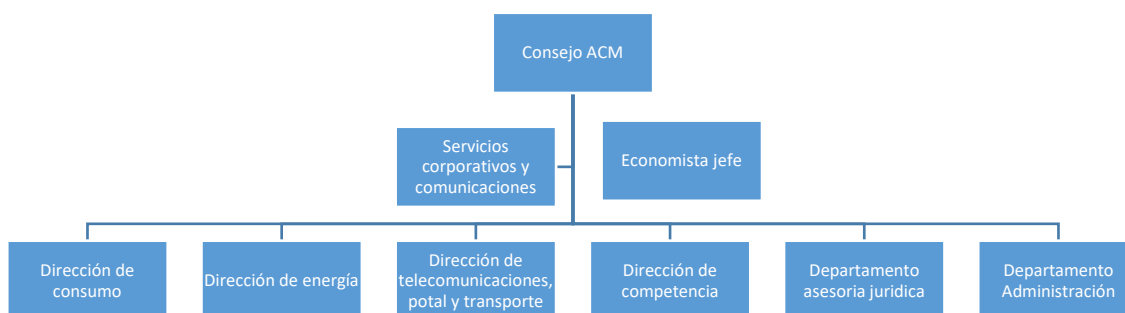 Consejo ACM
Servicios
corporativos y
comunicaciones
Economista jefe
Dirección de
consumo
Dirección de energía
Dirección de
telecomunicaciones,
potal y transporte
Dirección de
competencia
Departamento
asesoria juridica
Departamento
Administración